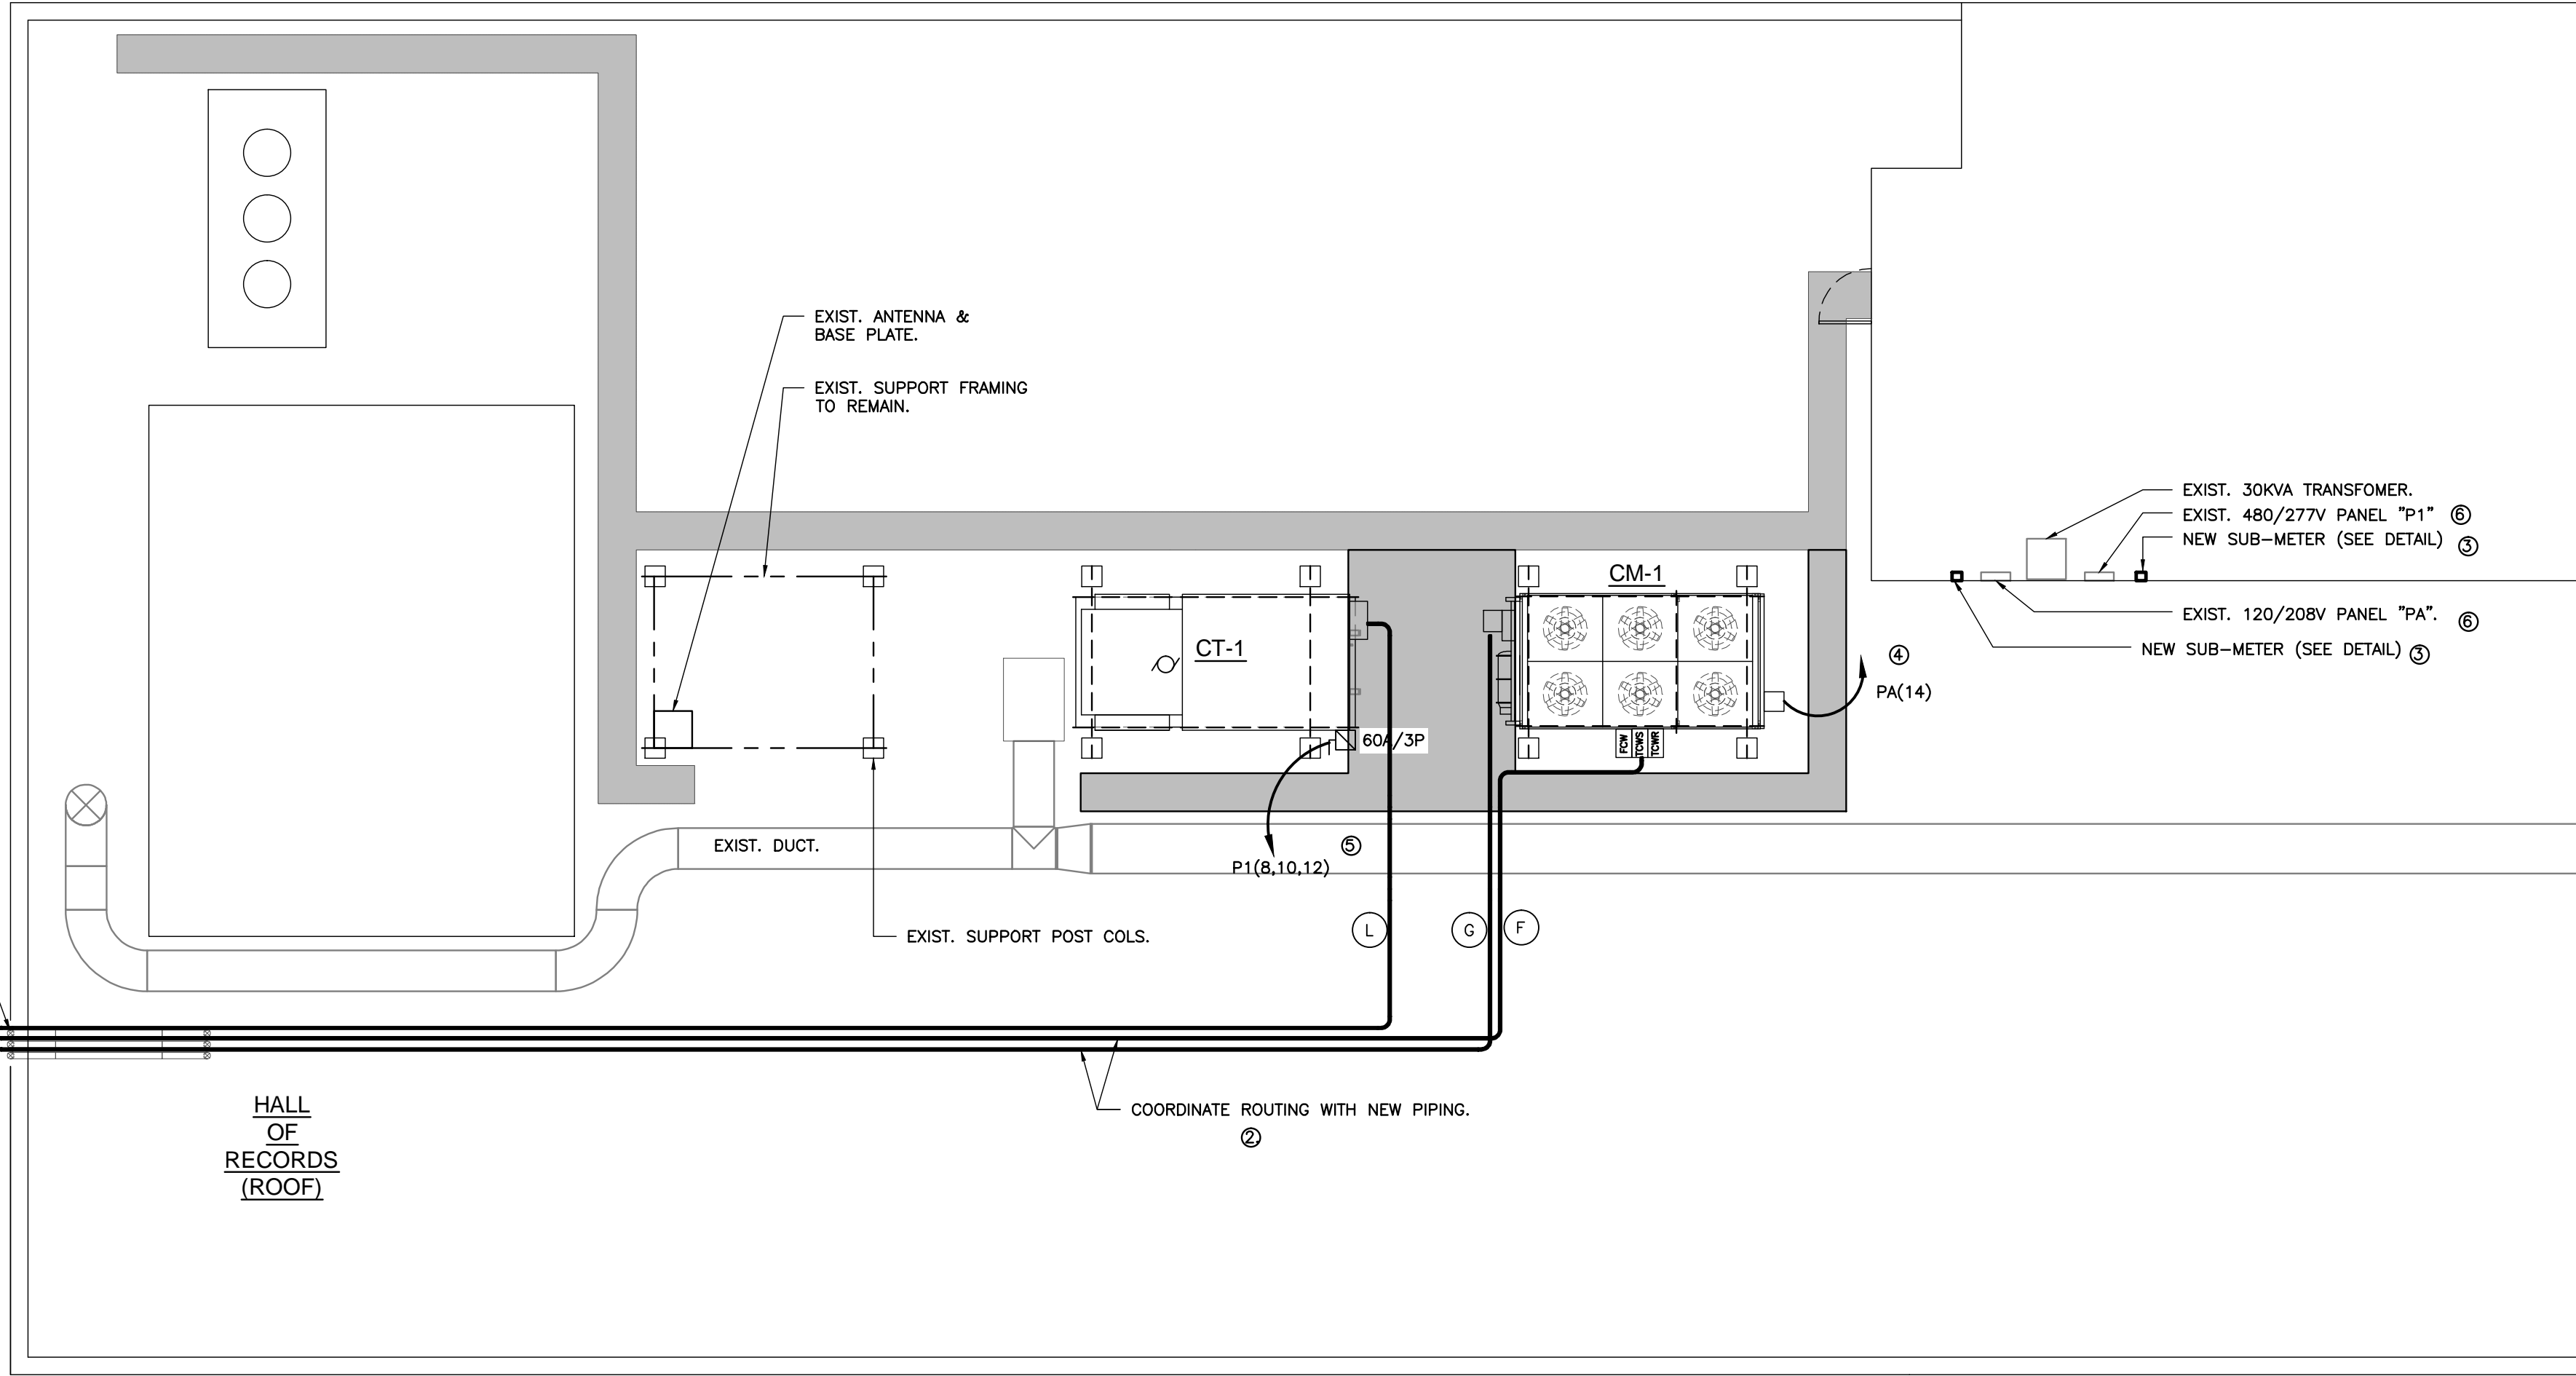 EXIST. ANTENNA &
BASE PLATE.
EXIST. SUPPORT FRAMING
TO REMAIN.
EXIST. 30KVA TRANSFOMER.
EXIST. 480/277V PANEL "P1" 6
NEW SUB-METER (SEE DETAIL) 3
EXIST. 120/208V PANEL "PA". 6
NEW SUB-METER (SEE DETAIL) 3
CM-1
CT-1
4
PA(14)
60A/3P
FCW
TCWS
TCWR
EXIST. DUCT.
5
P1(8,10,12)
L
G
F
EXIST. SUPPORT POST COLS.
COORDINATE ROUTING WITH NEW PIPING.
2
HALL
OF
RECORDS
(ROOF)